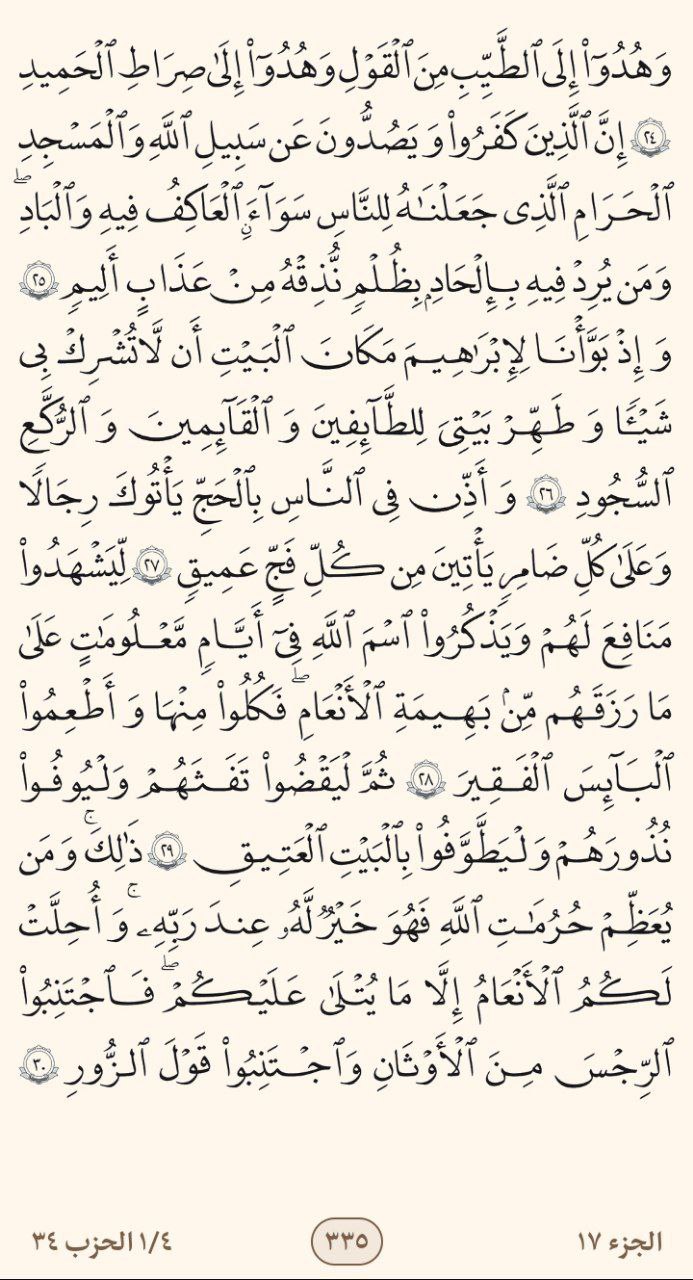 وَهُدُوٓا۟ إِلَى ٱلطَّيِّبِ مِنَ ٱلْقَوْلِ وَهُدُوٓا۟ إِلَىٰ صِرَٰطِ ٱلْحَمِيدِ
٢٤ إِنَّ ٱلَّذِينَ كَفَرُوا۟ وَيَصُدُّونَ عَن سَبِيلِ ٱللَّهِ وَٱلْمَسْجِدِ
ٱلْحَرَامِ ٱلَّذِى جَعَلْنَـٰهُ لِلنَّاسِ سَوَآءًۢ ٱلْعَاكِفُ فِيهِ وَٱلْبَادِ ۖ
وَمَن يُرِدْ فِيهِ بِإِلْحَادٍۭ بِظُلْمٍ نُّذِقْهُ مِنْ عَذَابٍ أَلِيمٍ ٢٥
وَإِذْ بَوَّأْنَا لِإِبْرَٰهِيمَ مَكَانَ ٱلْبَيْتِ أَن لَّا تُشْرِكْ بِى
شَيْـًٔا وَطَهِّرْ بَيْتِىَ لِلطَّآئِفِينَ وَٱلْقَآئِمِينَ وَٱلرُّكَّعِ
ٱلسُّجُودِ ٢٦ وَأَذِّن فِى ٱلنَّاسِ بِٱلْحَجِّ يَأْتُوكَ رِجَالًا
وَعَلَىٰ كُلِّ ضَامِرٍ يَأْتِينَ مِن كُلِّ فَجٍّ عَمِيقٍ ٢٧ لِّيَشْهَدُوا۟
مَنَـٰفِعَ لَهُمْ وَيَذْكُرُوا۟ ٱسْمَ ٱللَّهِ فِىٓ أَيَّامٍ مَّعْلُومَـٰتٍ عَلَىٰ
مَا رَزَقَهُم مِّنۢ بَهِيمَةِ ٱلْأَنْعَـٰمِ ۖ فَكُلُوا۟ مِنْهَا وَأَطْعِمُوا۟
ٱلْبَآئِسَ ٱلْفَقِيرَ ٢٨ ثُمَّ لْيَقْضُوا۟ تَفَثَهُمْ وَلْيُوفُوا۟
نُذُورَهُمْ وَلْيَطَّوَّفُوا۟ بِٱلْبَيْتِ ٱلْعَتِيقِ ٢٩ ذَٰلِكَ ۚ وَمَن
يُعَظِّمْ حُرُمَـٰتِ ٱللَّهِ فَهُوَ خَيْرٌ لَّهُۥ عِندَ رَبِّهِۦ ۚ وَأُحِلَّتْ
لَكُمُ ٱلْأَنْعَـٰمُ إِلَّا مَا يُتْلَىٰ عَلَيْكُمْ ۖ فَٱجْتَنِبُوا۟
ٱلرِّجْسَ مِنَ ٱلْأَوْثَـٰنِ وَٱجْتَنِبُوا۟ قَوْلَ ٱلزُّورِ ٣٠
الجزء ١٧ ٣٣٥ ١/٤ الحزب ٣٤